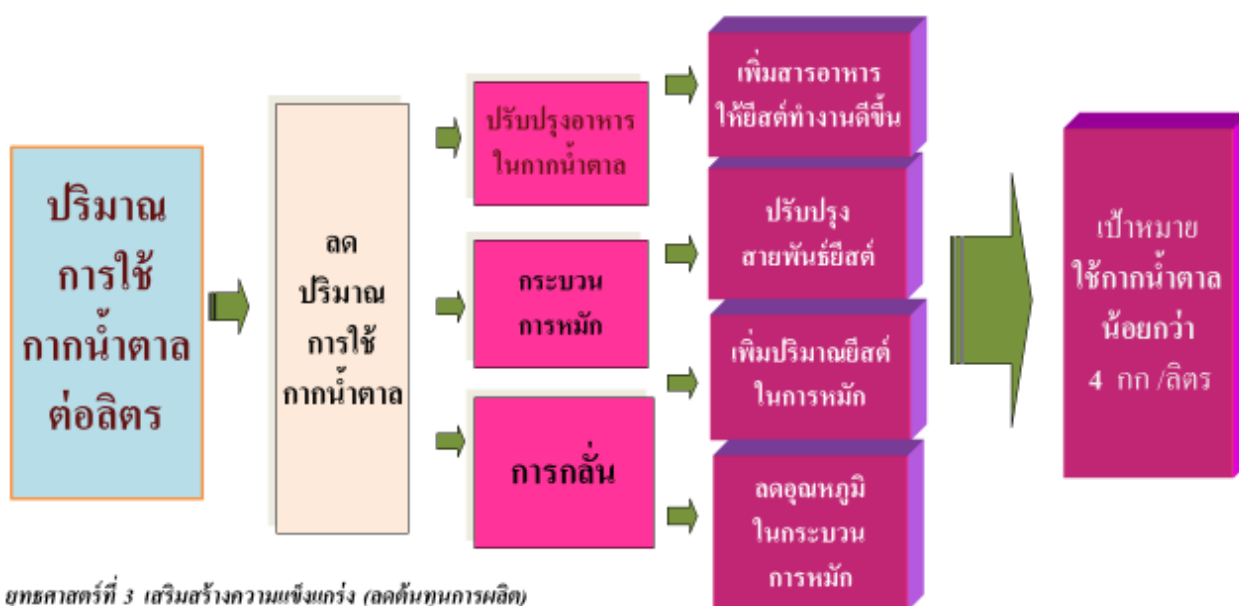 ปริมาณ
การใช้
กากน้ำตาล
ต่อลิตร
ลด
ปริมาณ
การใช้
กากน้ำตาล
ปรับปรุงอาหาร
ในกากน้ำตาล
กระบวน
การหมัก
การกลั่น
เพิ่มสารอาหาร
ให้ยีสต์ทำงานดีขึ้น
ปรับปรุง
สายพันธ์ยีสต์
เพิ่มปริมาณยีสต์
ในการหมัก
ลดอุณหภูมิ
ในกระบวน
การหมัก
เป้าหมาย
ใช้กากน้ำตาล
น้อยกว่า
4 กก /ลิตร
ยุทธศาสตร์ที่ 3 เสริมสร้างความแข็งแกร่ง (ลดต้นทุนการผลิต)